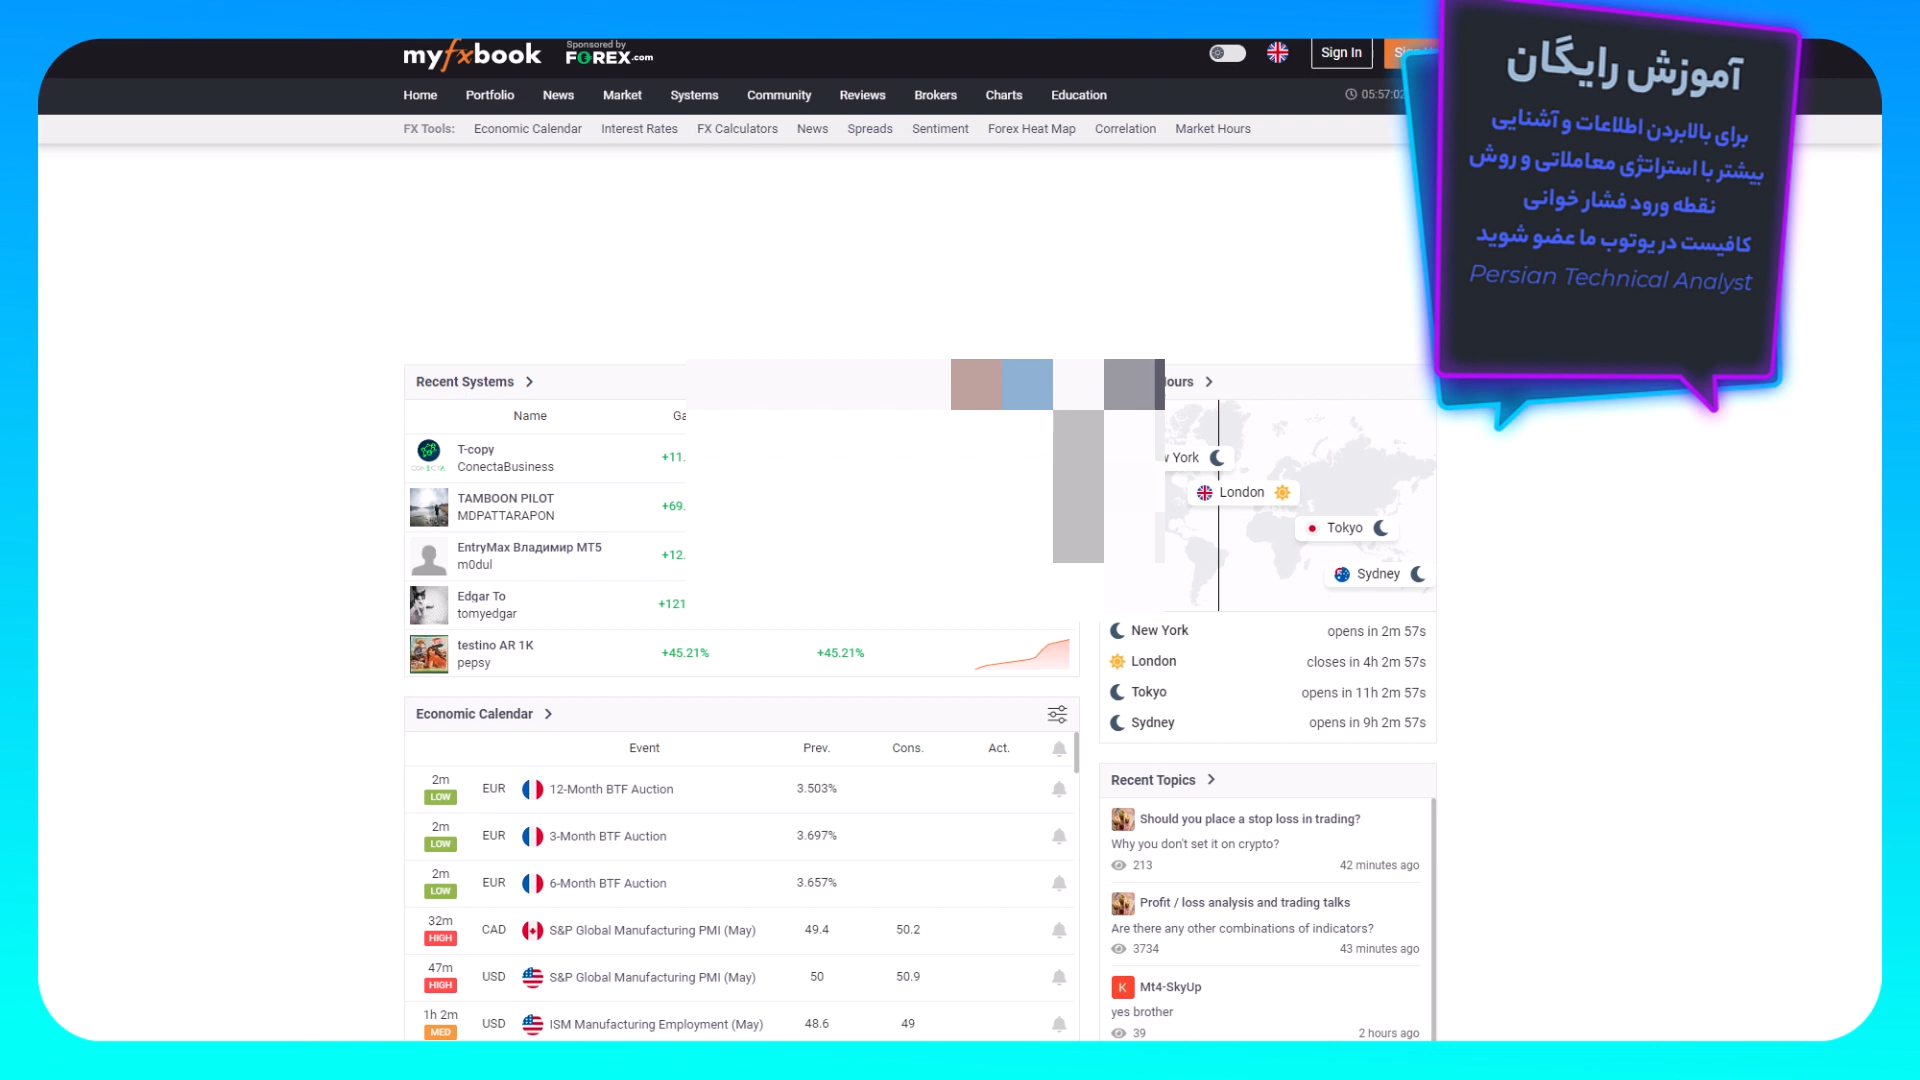 myfxbook
Sponsored by
FOREX.com
Sign In
05:57:02
Home Portfolio News Market Systems Community Reviews Brokers Charts Education
FX Tools: Economic Calendar Interest Rates FX Calculators News Spreads Sentiment Forex Heat Map Correlation Market Hours
آموزش رایگان
برای بالابردن اطلاعات و آشنایی
بیشتر با استراتژی معاملاتی و روش
نقطه ورود فشار خوانی
کافیست در یوتوب ما عضو شوید
Persian Technical Analyst
Recent Systems
Name
T-copy
ConectaBusiness
+11.
TAMBOON PILOT
MDPATTARAPON
+69.
EntryMax Владимир MT5
m0dul
+12.
Edgar To
tomyedgar
+121
testino AR 1K
pepsy
+45.21% +45.21%
Economic Calendar
Event Prev. Cons. Act.
2m LOW EUR 12-Month BTF Auction 3.503%
2m LOW EUR 3-Month BTF Auction 3.697%
2m LOW EUR 6-Month BTF Auction 3.657%
32m HIGH CAD S&P Global Manufacturing PMI (May) 49.4 50.2
47m HIGH USD S&P Global Manufacturing PMI (May) 50 50.9
1h 2m MED USD ISM Manufacturing Employment (May) 48.6 49
York
London
Tokyo
Sydney
New York opens in 2m 57s
London closes in 4h 2m 57s
Tokyo opens in 11h 2m 57s
Sydney opens in 9h 2m 57s
Recent Topics
Should you place a stop loss in trading?
Why you don't set it on crypto?
213 42 minutes ago
Profit / loss analysis and trading talks
Are there any other combinations of indicators?
3734 43 minutes ago
K Mt4-SkyUp
yes brother
39 2 hours ago